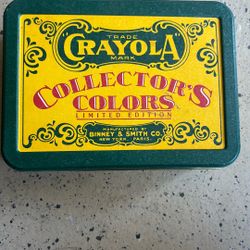 TRADE
"CRAYOLA"
MARK
COLLECTOR'S
COLORS
LIMITED EDITION
MANUFACTURED BY
BINNEY & SMITH CO.
NEW YORK, PARIS.